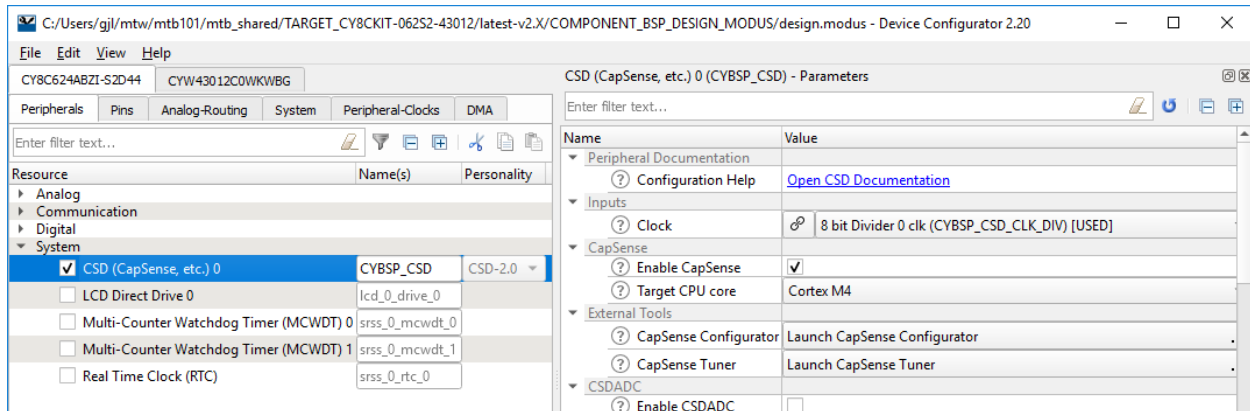 C:/Users/gjl/mtw/mtb101/mtb_shared/TARGET_CY8CKIT-062S2-43012/latest-v2.X/COMPONENT_BSP_DESIGN_MODUS/design.modus - Device Configurator 2.20
File Edit View Help
CY8C624ABZI-S2D44 CYW43012C0WKWBG
Peripherals Pins Analog-Routing System Peripheral-Clocks DMA
Enter filter text...
Resource Name(s) Personality
Analog
Communication
Digital
System
CSD (CapSense, etc.) 0 CYBSP_CSD CSD-2.0
LCD Direct Drive 0 lcd_0_drive_0
Multi-Counter Watchdog Timer (MCWDT) 0 srss_0_mcwdt_0
Multi-Counter Watchdog Timer (MCWDT) 1 srss_0_mcwdt_1
Real Time Clock (RTC) srss_0_rtc_0
CSD (CapSense, etc.) 0 (CYBSP_CSD) - Parameters
Enter filter text...
Name Value
Peripheral Documentation
? Configuration Help Open CSD Documentation
Inputs
? Clock 8 bit Divider 0 clk (CYBSP_CSD_CLK_DIV) [USED]
CapSense
? Enable CapSense
? Target CPU core Cortex M4
External Tools
? CapSense Configurator Launch CapSense Configurator
? CapSense Tuner Launch CapSense Tuner
CSDADC
? Enable CSDADC